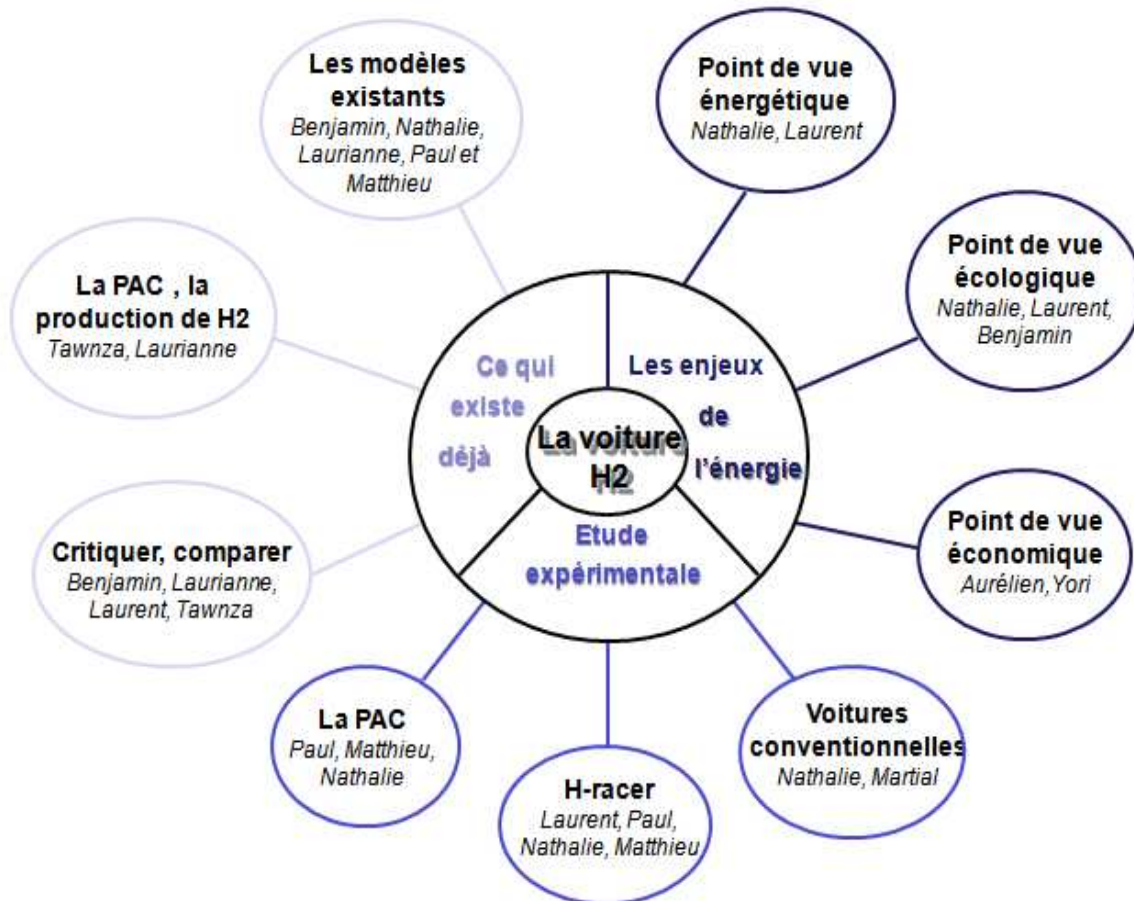 Les modèles
existants
Benjamin, Nathalie,
Laurianne, Paul et
Matthieu
Point de vue
énergétique
Nathalie, Laurent
Point de vue
écologique
Nathalie, Laurent,
Benjamin
La PAC , la
production de H2
Tawnza, Laurianne
Ce qui
existe
déjà
Les enjeux
de
l'énergie
La voiture
H2
Etude
expérimentale
Critiquer, comparer
Benjamin, Laurianne,
Laurent, Tawnza
Point de vue
économique
Aurélien, Yori
La PAC
Paul, Matthieu,
Nathalie
H-racer
Laurent, Paul,
Nathalie, Matthieu
Voitures
conventionnelles
Nathalie, Martial